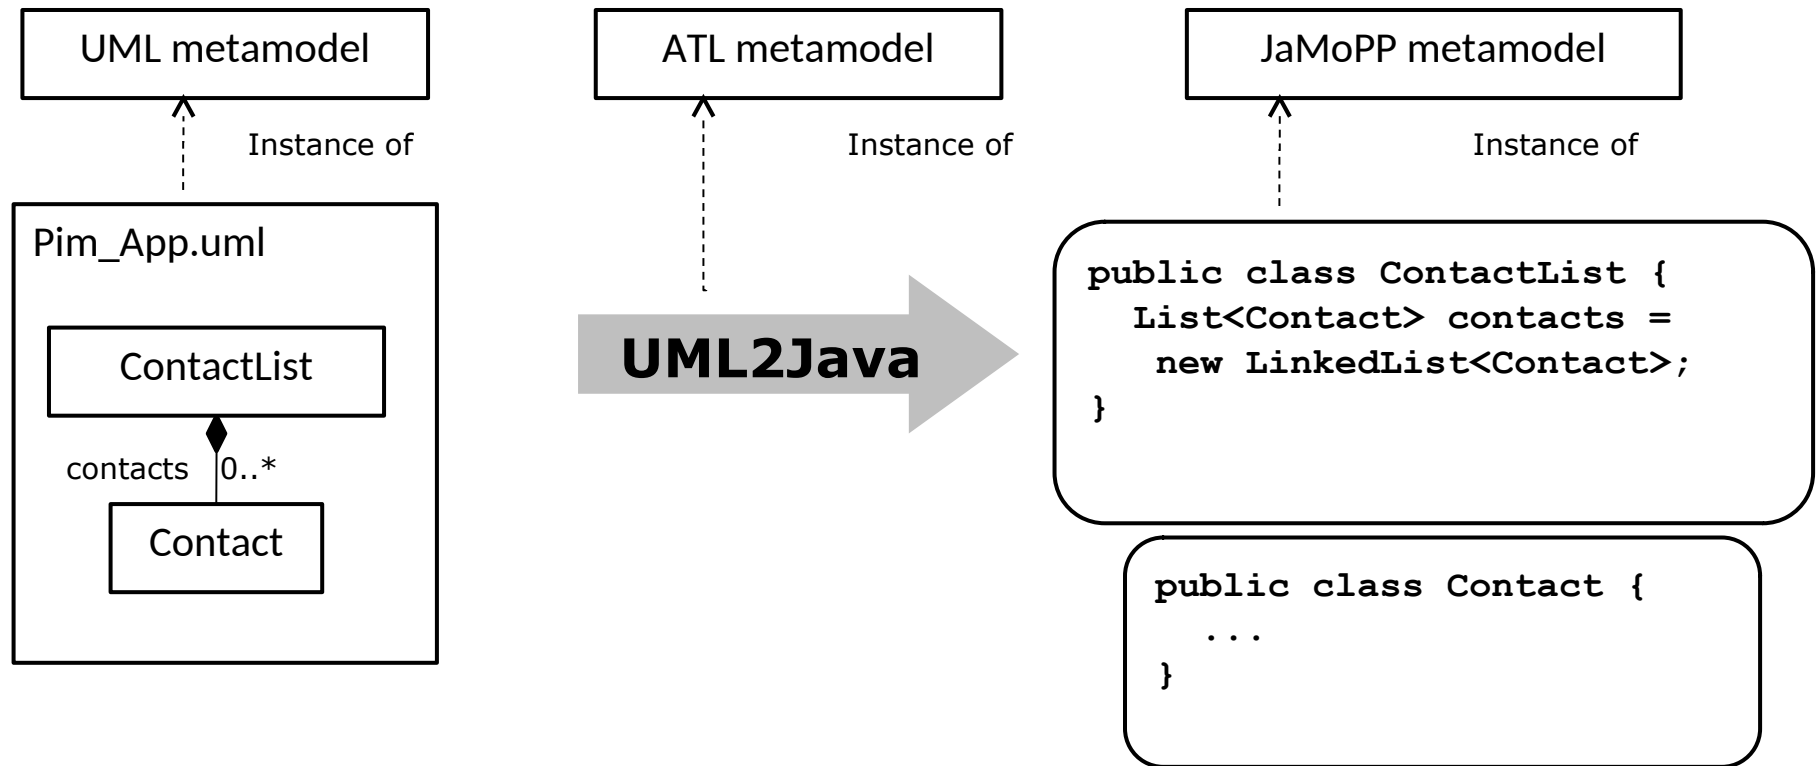 UML metamodel
ATL metamodel
JaMoPP metamodel
Instance of
Instance of
Instance of
Pim_App.uml
ContactList
contacts 0..*
Contact
UML2Java
public class ContactList {
List<Contact> contacts =
new LinkedList<Contact>;
}
public class Contact {
...
}